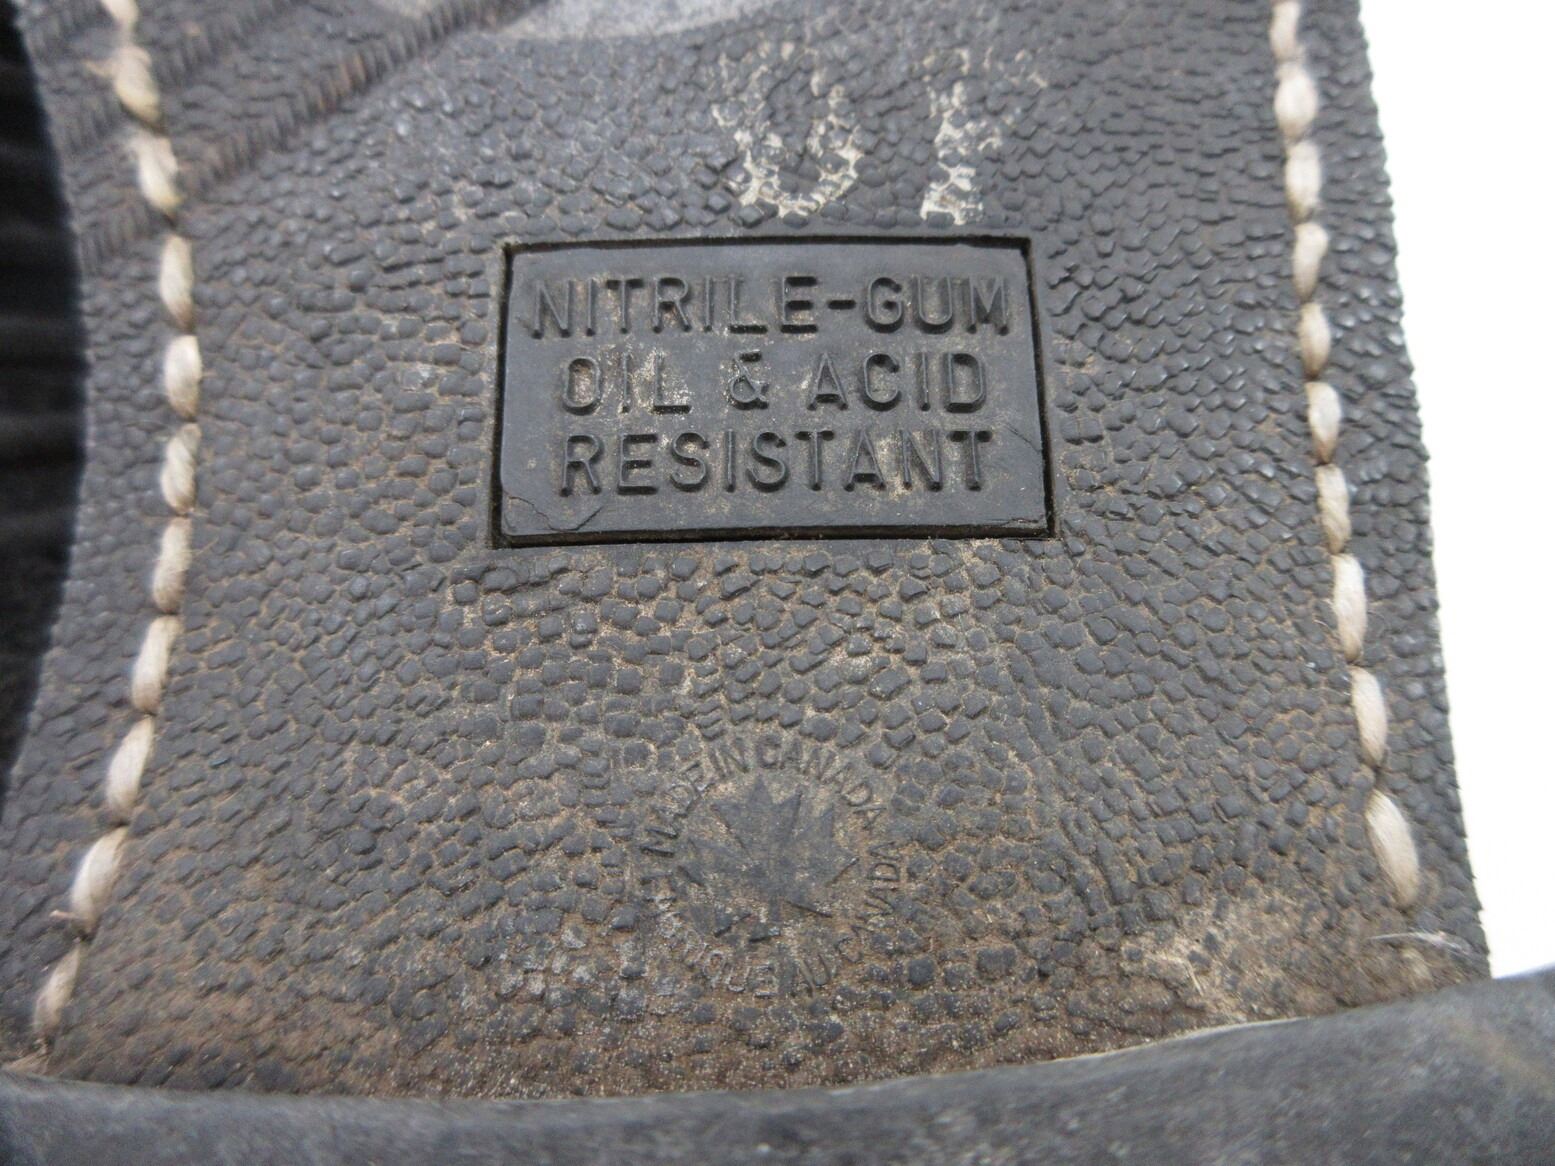 NITRILE-GUM
OIL & ACID
RESISTANT
MADE IN CANADA
FABRIQUÉ AU CANADA